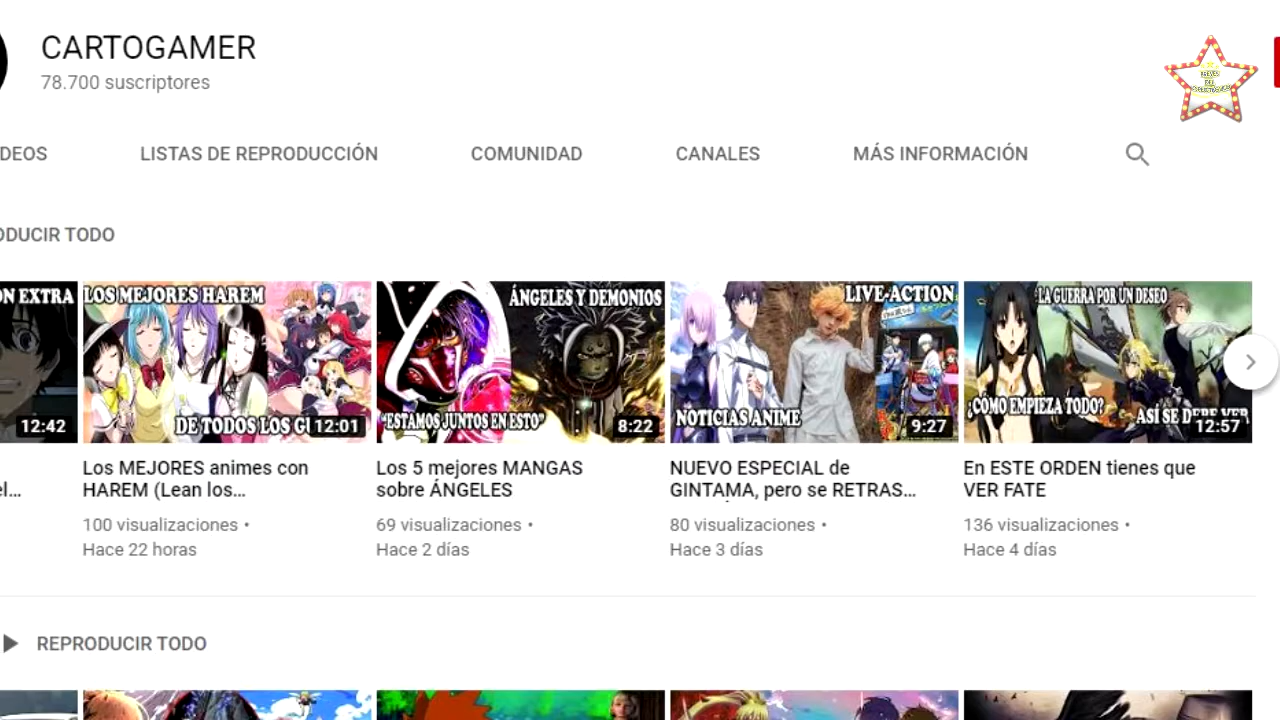 CARTOGAMER
78.700 suscriptores
DEOS
LISTAS DE REPRODUCCIÓN
COMUNIDAD
CANALES
MÁS INFORMACIÓN
ODUCIR TODO
ON EXTRA
12:42
LOS MEJORES HAREM
DE TODOS LOS GÉ
12:01
ÁNGELES Y DEMONIOS
"ESTAMOS JUNTOS EN ESTO"
8:22
LIVE-ACTION
NOTICIAS ANIME
9:27
LA GUERRA POR UN DESEO
¿CÓMO EMPIEZA TODO?
ASÍ SE DEBE VER
12:57
el...
Los MEJORES animes con
HAREM (Lean los...
100 visualizaciones •
Hace 22 horas
Los 5 mejores MANGAS
sobre ÁNGELES
69 visualizaciones •
Hace 2 días
NUEVO ESPECIAL de
GINTAMA, pero se RETRAS...
80 visualizaciones •
Hace 3 días
En ESTE ORDEN tienes que
VER FATE
136 visualizaciones •
Hace 4 días
REPRODUCIR TODO